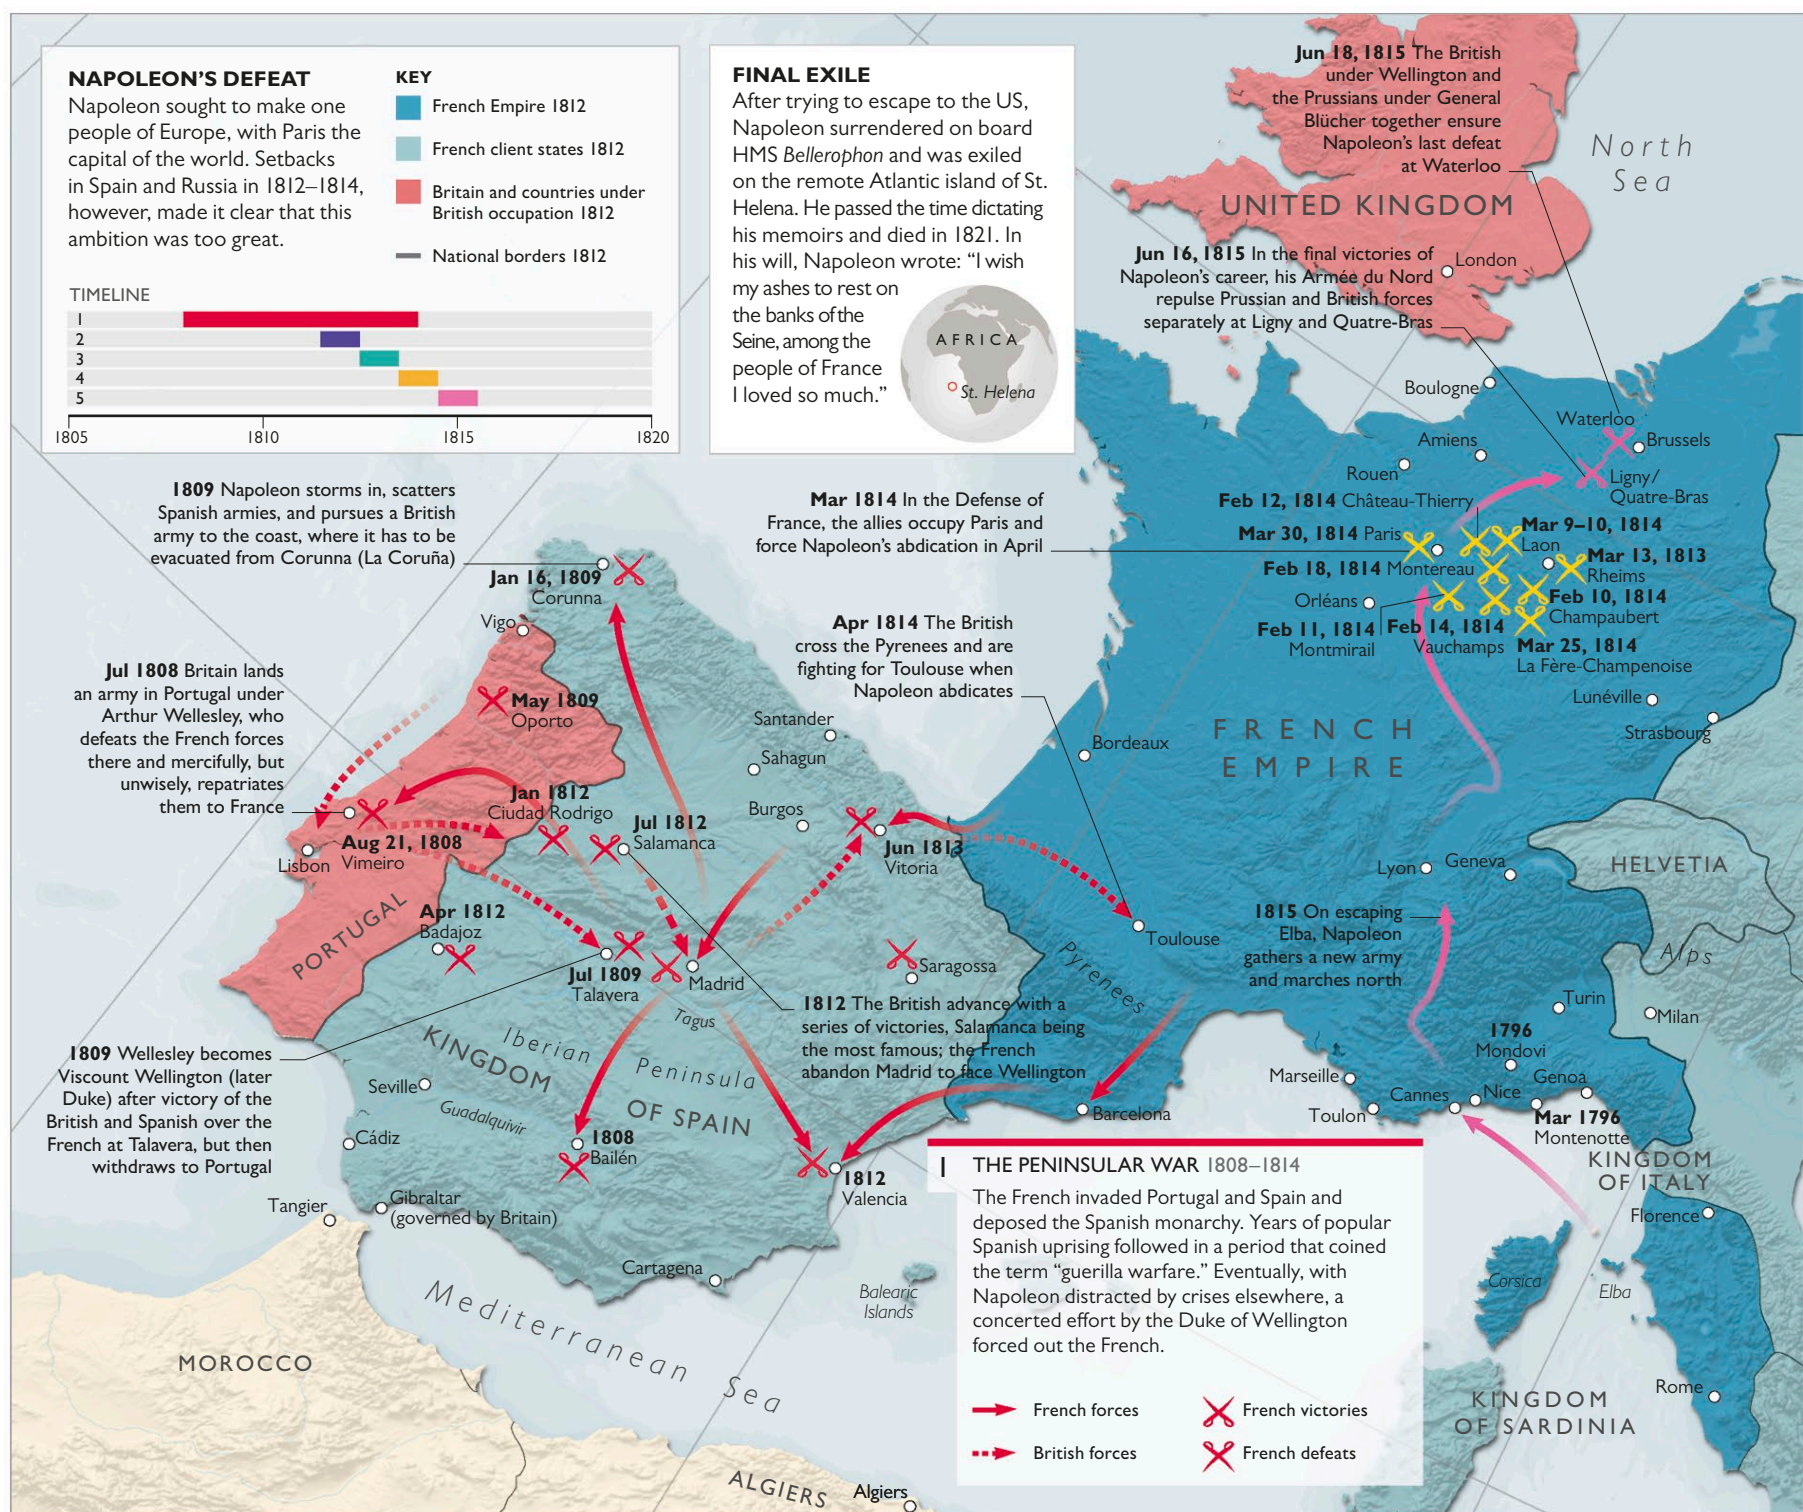 NAPOLEON'S DEFEAT
Napoleon sought to make one
people of Europe, with Paris the
capital of the world. Setbacks
in Spain and Russia in 1812–1814,
however, made it clear that this
ambition was too great.
KEY
French Empire 1812
French client states 1812
Britain and countries under
British occupation 1812
National borders 1812
TIMELINE
1
2
3
4
5
1805
1810
1815
1820
FINAL EXILE
After trying to escape to the US,
Napoleon surrendered on board
HMS Bellerophon and was exiled
on the remote Atlantic island of St.
Helena. He passed the time dictating
his memoirs and died in 1821. In
his will, Napoleon wrote: “I wish
my ashes to rest on
the banks of the
Seine, among the
people of France
I loved so much.”
AFRICA
St. Helena
Jun 18, 1815 The British
under Wellington and
the Prussians under General
Blücher together ensure
Napoleon's last defeat
at Waterloo
North
Sea
UNITED KINGDOM
Jun 16, 1815 In the final victories of
Napoleon's career, his Armée du Nord
repulse Prussian and British forces
separately at Ligny and Quatre-Bras
London
Boulogne
Waterloo
Brussels
Amiens
Rouen
Ligny/
Quatre-Bras
1809 Napoleon storms in, scatters
Spanish armies, and pursues a British
army to the coast, where it has to be
evacuated from Corunna (La Coruña)
Mar 1814 In the Defense of
France, the allies occupy Paris and
force Napoleon's abdication in April
Feb 12, 1814 Château-Thierry
Mar 30, 1814 Paris
Mar 9–10, 1814
Laon
Mar 13, 1813
Rheims
Feb 18, 1814 Montereau
Orléans
Feb 10, 1814
Champaubert
Feb 11, 1814
Montmirail
Feb 14, 1814
Vauchamps
Mar 25, 1814
La Fère-Champenoise
Lunéville
Strasbourg
Jan 16, 1809
Corunna
Vigo
Apr 1814 The British
cross the Pyrenees and are
fighting for Toulouse when
Napoleon abdicates
Jul 1808 Britain lands
an army in Portugal under
Arthur Wellesley, who
defeats the French forces
there and mercifully, but
unwisely, repatriates
them to France
May 1809
Oporto
Santander
Sahagun
Bordeaux
FRENCH
EMPIRE
Jan 1812
Ciudad Rodrigo
Burgos
Jul 1812
Salamanca
Aug 21, 1808
Vimeiro
Lisbon
Jun 1813
Vitoria
Lyon
Geneva
HELVETIA
PORTUGAL
Apr 1812
Badajoz
1815 On escaping
Elba, Napoleon
gathers a new army
and marches north
Toulouse
Pyrenees
Alps
Jul 1809
Talavera
Madrid
Saragossa
Tagus
Turin
Milan
1812 The British advance with a
series of victories, Salamanca being
the most famous; the French
abandon Madrid to face Wellington
1809 Wellesley becomes
Viscount Wellington (later
Duke) after victory of the
British and Spanish over the
French at Talavera, but then
withdraws to Portugal
Iberian Peninsula
KINGDOM
OF SPAIN
Seville
Guadalquivir
Cádiz
1808
Bailén
Barcelona
1796
Mondovi
Marseille
Toulon
Cannes
Nice
Genoa
Mar 1796
Montenotte
KINGDOM
OF ITALY
Florence
1812
Valencia
Tangier
Gibraltar
(governed by Britain)
Cartagena
Balearic
Islands
Mediterranean Sea
MOROCCO
ALGIERS
Algiers
1 THE PENINSULAR WAR 1808–1814
The French invaded Portugal and Spain and
deposed the Spanish monarchy. Years of popular
Spanish uprising followed in a period that coined
the term “guerilla warfare.” Eventually, with
Napoleon distracted by crises elsewhere, a
concerted effort by the Duke of Wellington
forced out the French.
French forces
French victories
British forces
French defeats
Corsica
Elba
Rome
KINGDOM
OF SARDINIA